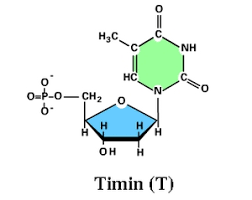 O
H₃C
NH
HC
O
N
O⁻
O=P-O
CH₂
O
O⁻
H H H H
OH H
Timin (T)